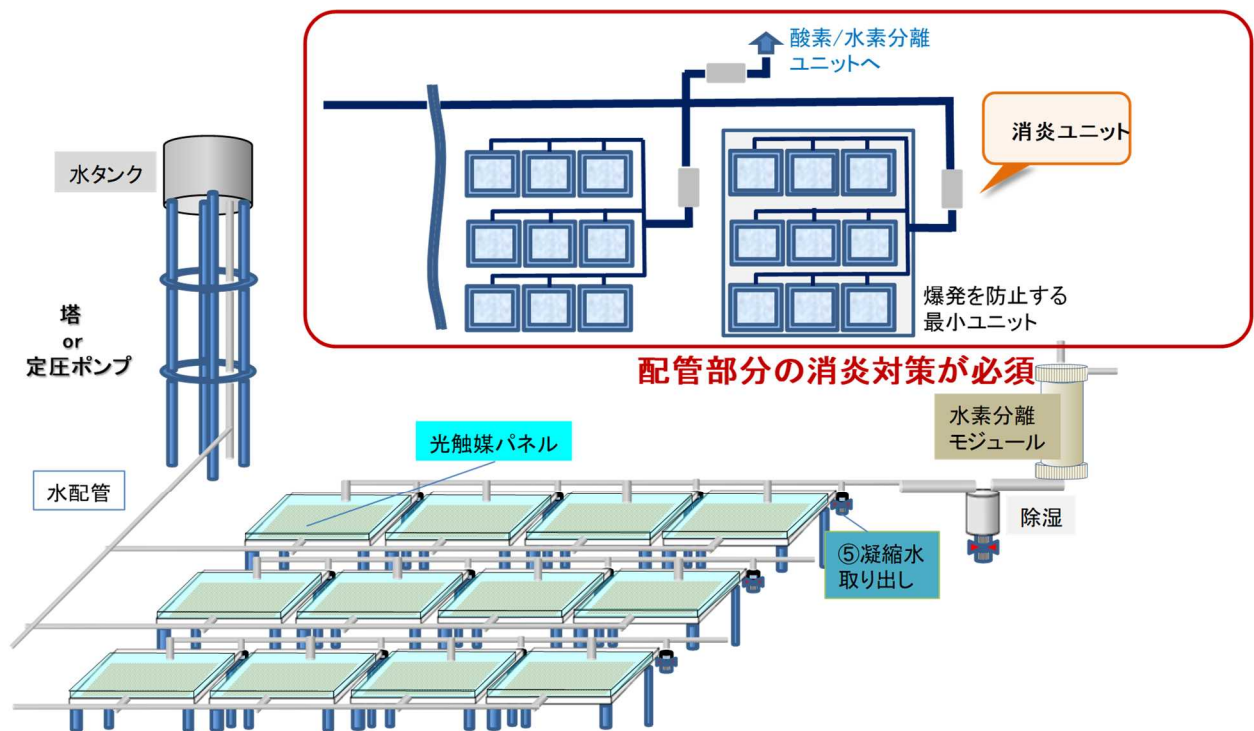 酸素/水素分離
ユニットへ
消炎ユニット
水タンク
爆発を防止する
最小ユニット
塔
or
定圧ポンプ
配管部分の消炎対策が必須
水素分離
モジュール
光触媒パネル
水配管
除湿
⑤凝縮水
取り出し